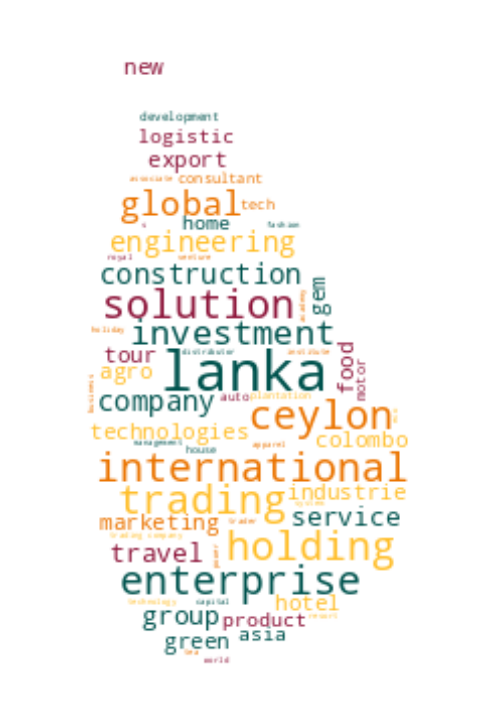 new
development
logistic
export
associate consultant
global tech
s home fashion
engineering
royal venture
construction
gem
solution
academy
holiday investment
tour distributor institute
food
lanka
motor
agro
business
company auto plantation
ceylon
technologies colombo
management apparel
house
international
trading industrie
system
marketing trader service
trading company
travel power holding
enterprise
technology capital hotel
group product resort
green asia
tea
world